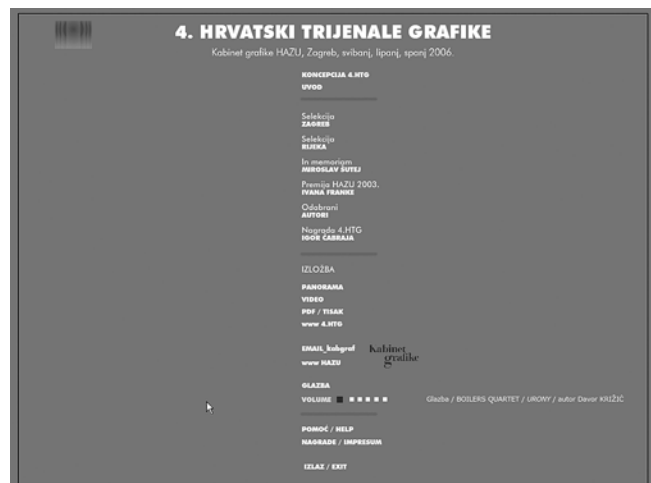 4. HRVATSKI TRIJENALE GRAFIKE
Kabinet grafike HAZU, Zagreb, svibanj, lipanj, srpanj 2006.
KONCEPCIJA 4.HTG
UVOD
Selekcija
ZAGREB
Selekcija
RIJEKA
In memoriam
MIROSLAV ŠUTEJ
Premija HAZU 2003.
IVANA FRANKE
Odabrani
AUTORI
Nagrada 4.HTG
IGOR ČABRAJA
IZLOŽBA
PANORAMA
VIDEO
PDF / TISAK
www 4.HTG
EMAIL_kabgraf
Kabinet
grafike
www HAZU
GLAZBA
VOLUME
Glazba / BOILERS QUARTET / URONY / autor Davor KRIŽIĆ
POMOĆ / HELP
NAGRADE / IMPRESUM
IZLAZ / EXIT